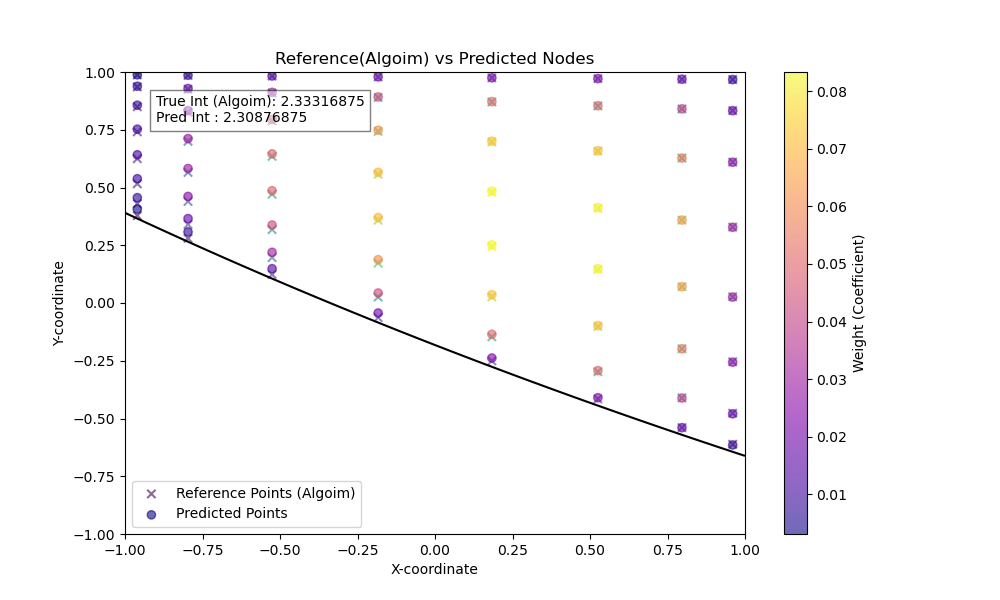 Reference(Algoim) vs Predicted Nodes
True Int (Algoim): 2.33316875
Pred Int : 2.30876875
Y-coordinate
1.00
0.75
0.50
0.25
0.00
−0.25
−0.50
−0.75
−1.00
Reference Points (Algoim)
Predicted Points
−1.00 −0.75 −0.50 −0.25 0.00 0.25 0.50 0.75 1.00
X-coordinate
0.08
0.07
0.06
0.05
0.04
0.03
0.02
0.01
Weight (Coefficient)